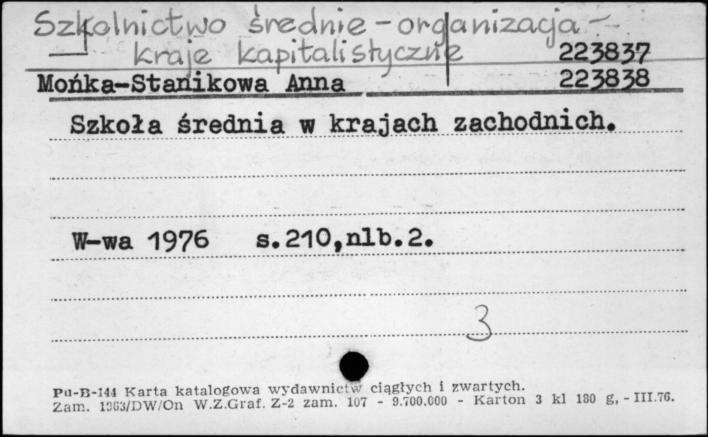 Szkolnictwo średnie - organizacja -
- kraje kapitalistyczne 223837
Mońka-Stanikowa Anna 223838
Szkoła średnia w krajach zachodnich.
W-wa 1976 s.210,nlb.2.
3
Pu-B-144 Karta katalogowa wydawnictw ciągłych i zwartych.
Zam. 1363/DW/On W.Z.Graf. Z-2 zam. 107 - 9.700.000 - Karton 3 kl 180 g, - III.76.